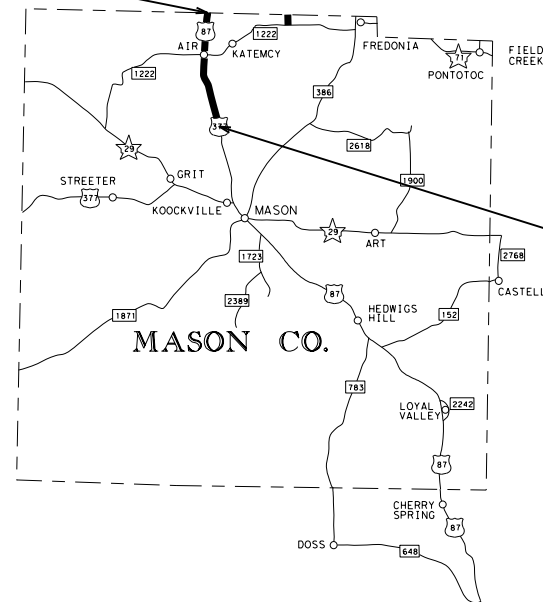 87
1222
FREDONIA
AIR
KATEMCY
71
FIELD
CREEK
PONTOTOC
1222
386
377
2618
29
GRIT
STREETER
1900
377
KOOCKVILLE
MASON
29
ART
1723
2768
87
CASTELL
2389
HEDWIGS
HILL
152
1871
MASON CO.
783
LOYAL
VALLEY
2242
87
CHERRY
SPRING
87
DOSS
648